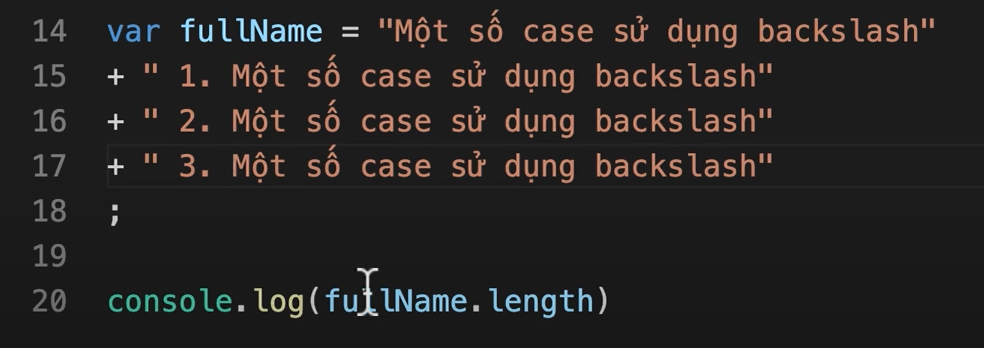 14 var fullName = "Một số case sử dụng backslash"
15 + " 1. Một số case sử dụng backslash"
16 + " 2. Một số case sử dụng backslash"
17 + " 3. Một số case sử dụng backslash"
18 ;
19
20 console.log(fullName.length)